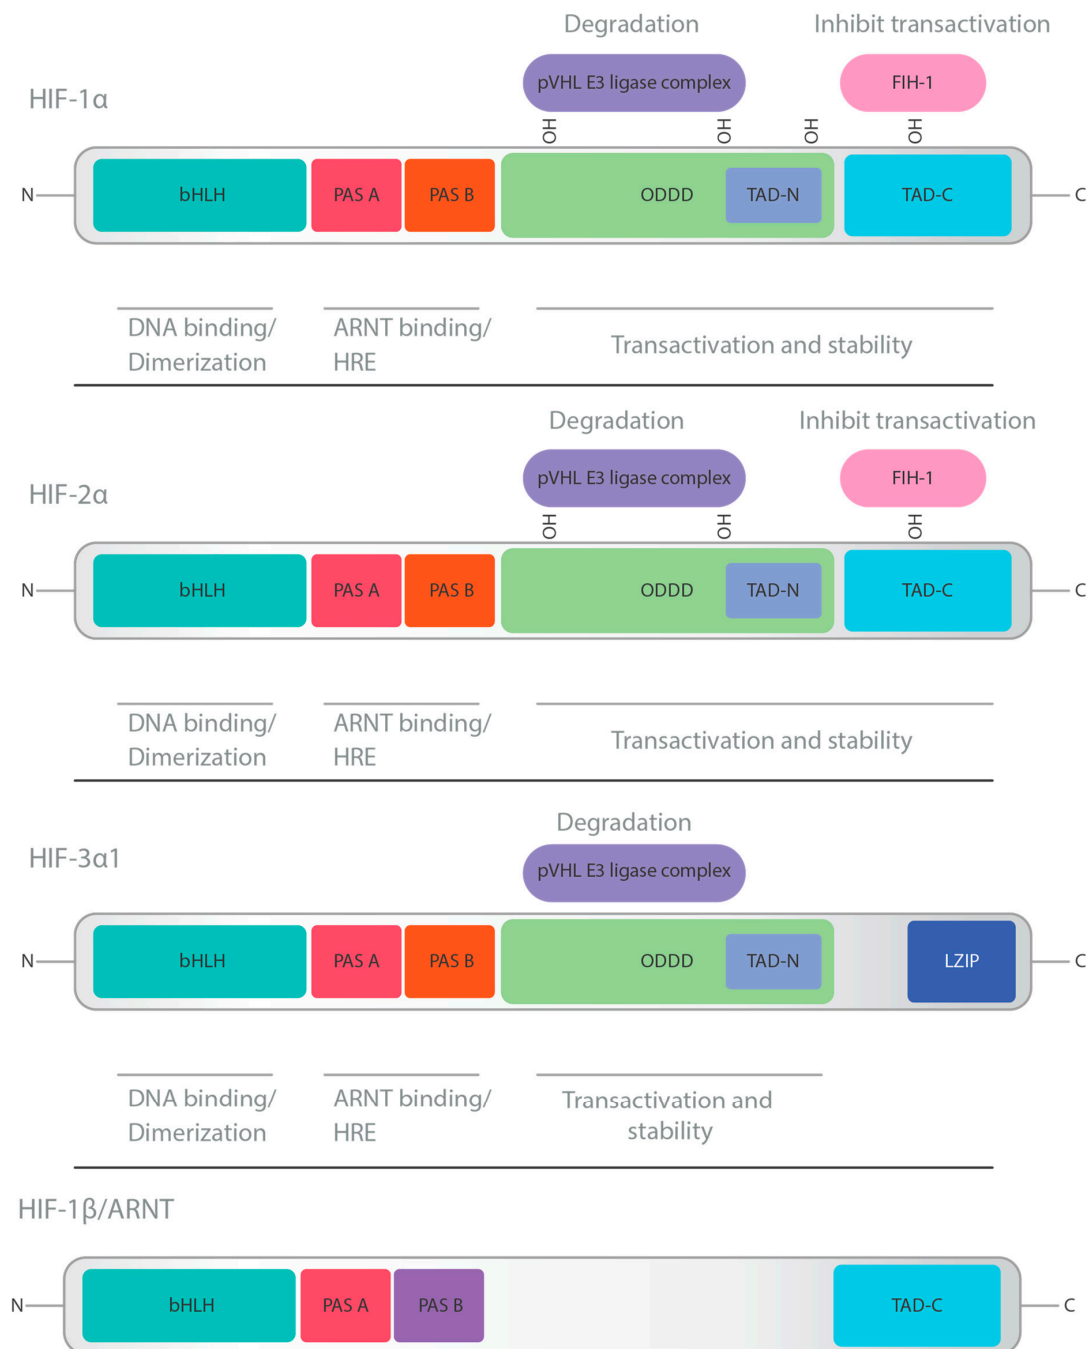 Degradation
Inhibit transactivation
HIF-1α
pVHL E3 ligase complex
FIH-1
OH
OH
OH
OH
N
bHLH
PAS A
PAS B
ODDD
TAD-N
TAD-C
C
DNA binding/
Dimerization
ARNT binding/
HRE
Transactivation and stability
Degradation
Inhibit transactivation
HIF-2α
pVHL E3 ligase complex
FIH-1
OH
OH
OH
N
bHLH
PAS A
PAS B
ODDD
TAD-N
TAD-C
C
DNA binding/
Dimerization
ARNT binding/
HRE
Transactivation and stability
Degradation
HIF-3α1
pVHL E3 ligase complex
N
bHLH
PAS A
PAS B
ODDD
TAD-N
LZIP
C
DNA binding/
Dimerization
ARNT binding/
HRE
Transactivation and
stability
HIF-1β/ARNT
N
bHLH
PAS A
PAS B
TAD-C
C